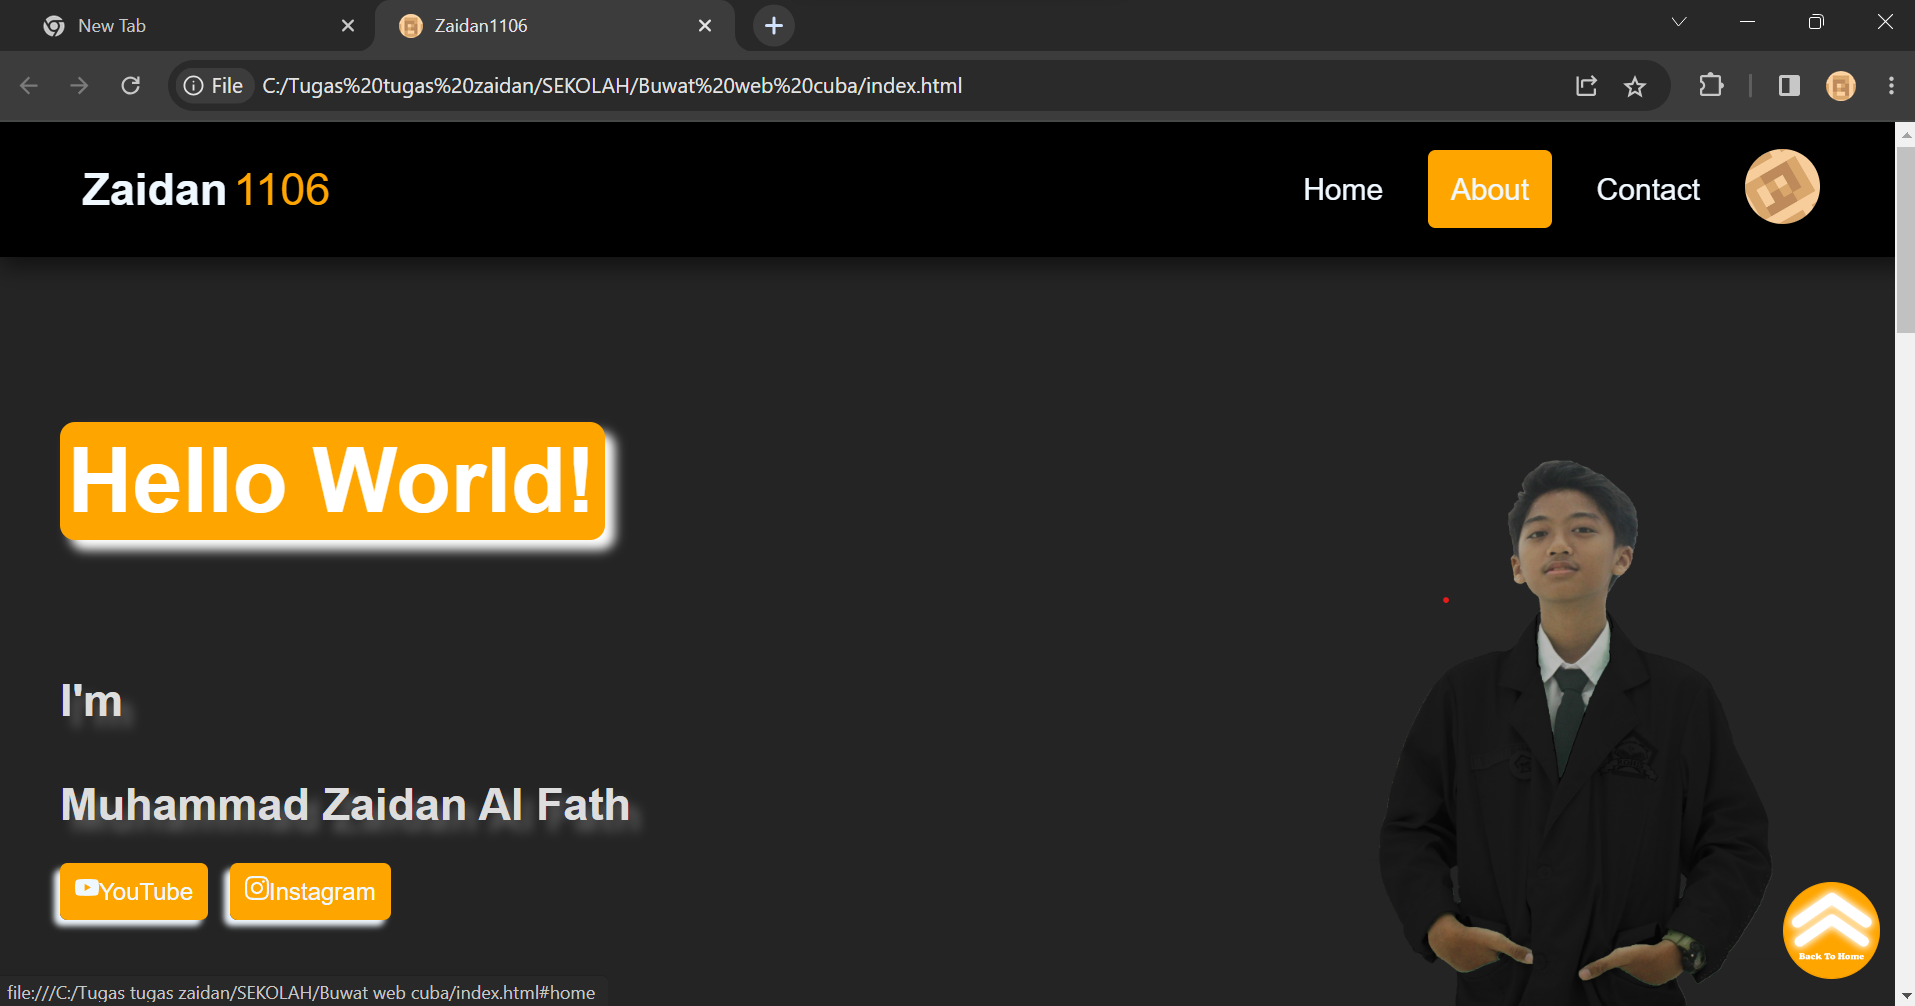 New Tab
Zaidan1106
File C:/Tugas%20tugas%20zaidan/SEKOLAH/Buwat%20web%20cuba/index.html
Zaidan 1106
Home About Contact
Hello World!
I'm
Muhammad Zaidan Al Fath
YouTube Instagram
Back To Home
file:///C:/Tugas tugas zaidan/SEKOLAH/Buwat web cuba/index.html#home